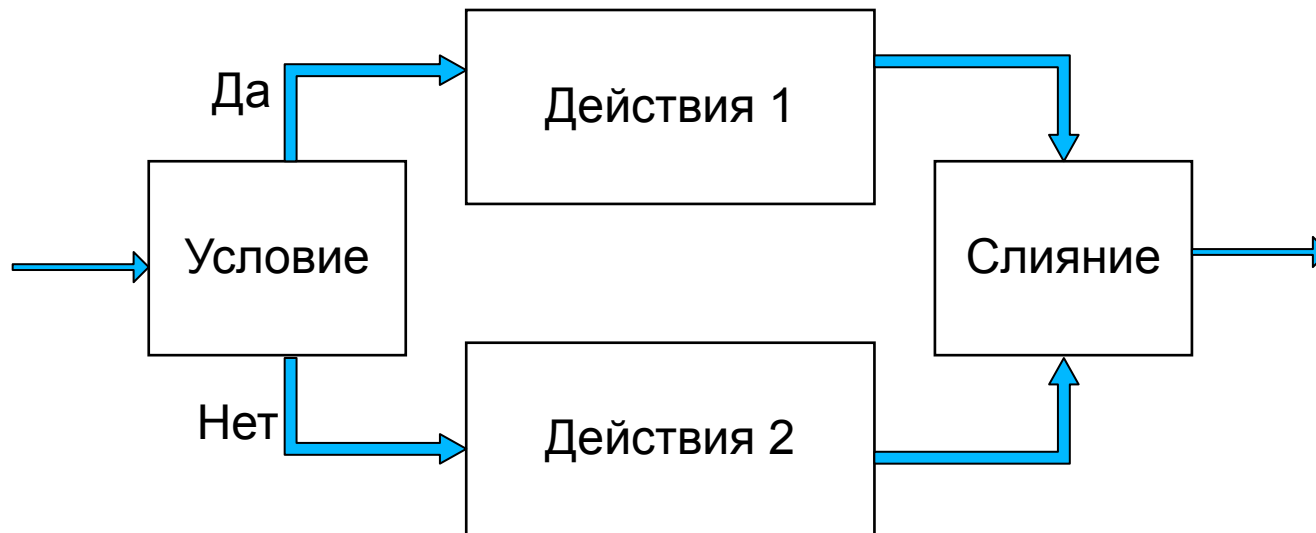 Да
Действия 1
Условие
Слияние
Нет
Действия 2